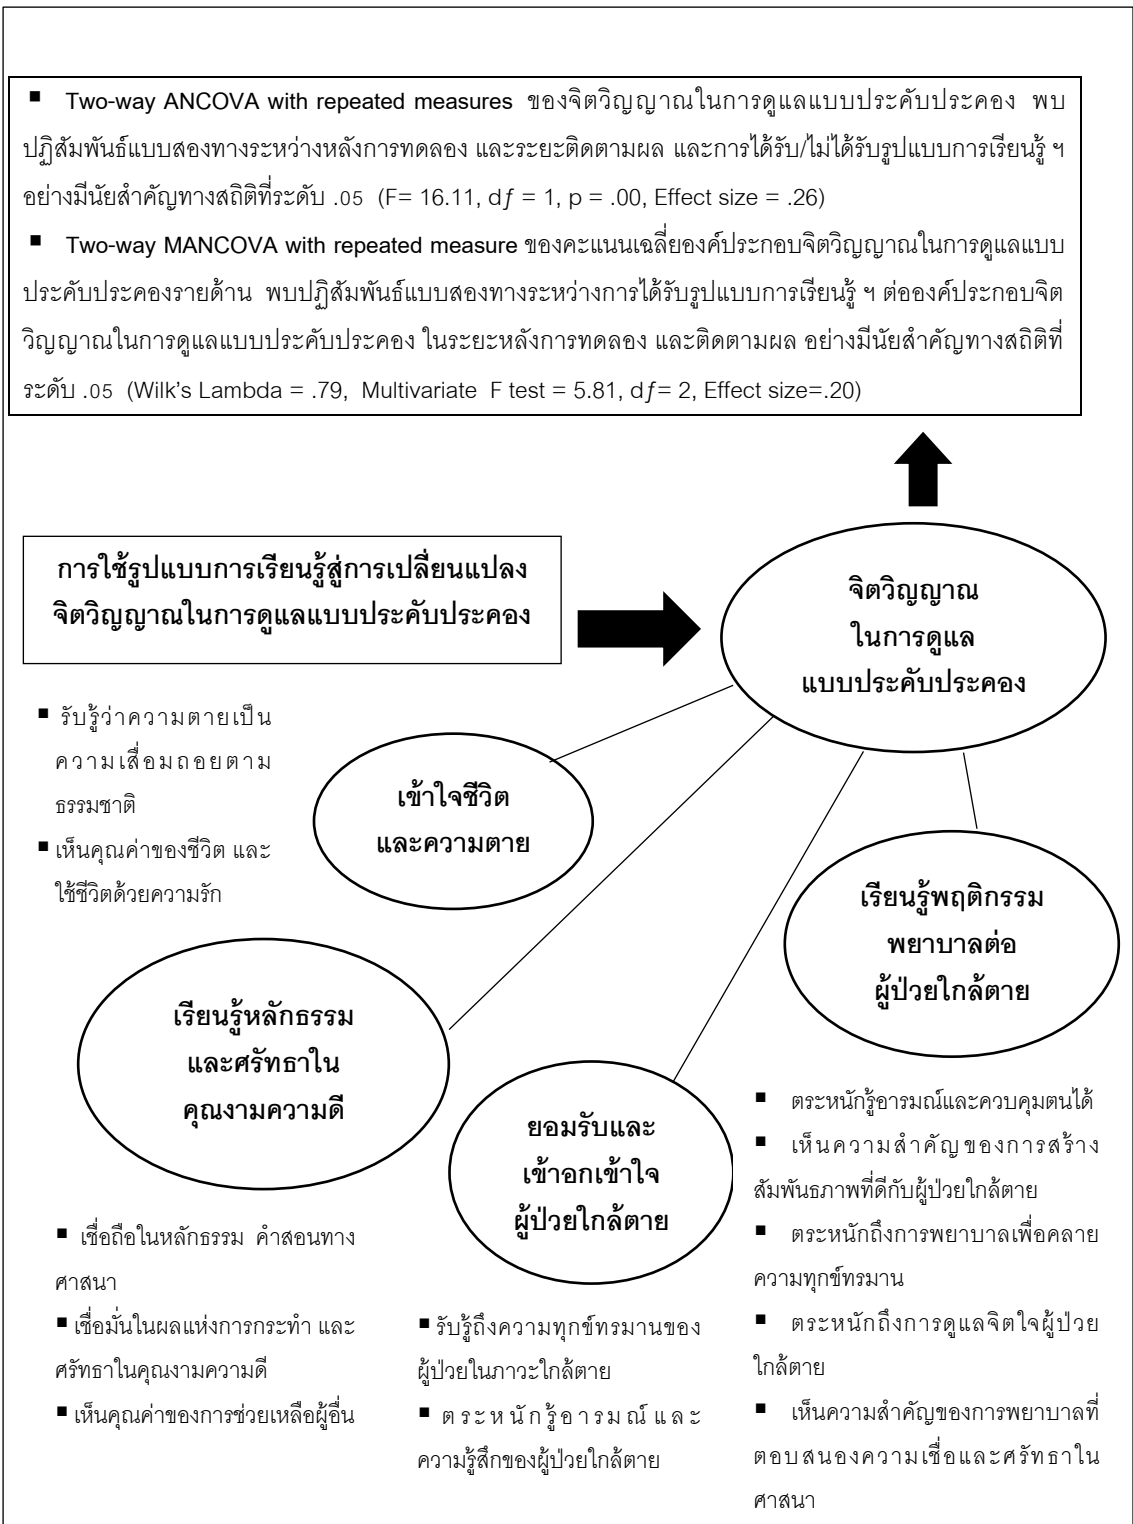 ▪ Two-way ANCOVA with repeated measures ของจิตวิญญาณในการดูแลแบบประคับประคอง พบ
ปฏิสัมพันธ์แบบสองทางระหว่างหลังการทดลอง และระยะติดตามผล และการได้รับ/ไม่ได้รับรูปแบบการเรียนรู้ ฯ
อย่างมีนัยสำคัญทางสถิติที่ระดับ .05 (F= 16.11, df = 1, p = .00, Effect size = .26)
▪ Two-way MANCOVA with repeated measure ของคะแนนเฉลี่ยองค์ประกอบจิตวิญญาณในการดูแลแบบ
ประคับประคองรายด้าน พบปฏิสัมพันธ์แบบสองทางระหว่างการได้รับรูปแบบการเรียนรู้ ฯ ต่อองค์ประกอบจิต
วิญญาณในการดูแลแบบประคับประคอง ในระยะหลังการทดลอง และติดตามผล อย่างมีนัยสำคัญทางสถิติที่
ระดับ .05 (Wilk's Lambda = .79, Multivariate F test = 5.81, df= 2, Effect size=.20)
การใช้รูปแบบการเรียนรู้สู่การเปลี่ยนแปลง
จิตวิญญาณในการดูแลแบบประคับประคอง
จิตวิญญาณ
ในการดูแล
แบบประคับประคอง
▪ รับรู้ว่าความตายเป็น
ความเสื่อมถอยตาม
ธรรมชาติ
▪ เห็นคุณค่าของชีวิต และ
ใช้ชีวิตด้วยความรัก
เข้าใจชีวิต
และความตาย
เรียนรู้พฤติกรรม
พยาบาลต่อ
ผู้ป่วยใกล้ตาย
เรียนรู้หลักธรรม
และศรัทธาใน
คุณงามความดี
ยอมรับและ
เข้าอกเข้าใจ
ผู้ป่วยใกล้ตาย
▪ เชื่อถือในหลักธรรม คำสอนทาง
ศาสนา
▪ เชื่อมั่นในผลแห่งการกระทำ และ
ศรัทธาในคุณงามความดี
▪ เห็นคุณค่าของการช่วยเหลือผู้อื่น
▪ รับรู้ถึงความทุกข์ทรมานของ
ผู้ป่วยในภาวะใกล้ตาย
▪ ตระหนักรู้อารมณ์และ
ความรู้สึกของผู้ป่วยใกล้ตาย
▪ ตระหนักรู้อารมณ์และควบคุมตนได้
▪ เห็นความสำคัญของการสร้าง
สัมพันธภาพที่ดีกับผู้ป่วยใกล้ตาย
▪ ตระหนักถึงการพยาบาลเพื่อคลาย
ความทุกข์ทรมาน
▪ ตระหนักถึงการดูแลจิตใจผู้ป่วย
ใกล้ตาย
▪ เห็นความสำคัญของการพยาบาลที่
ตอบสนองความเชื่อและศรัทธาใน
ศาสนา